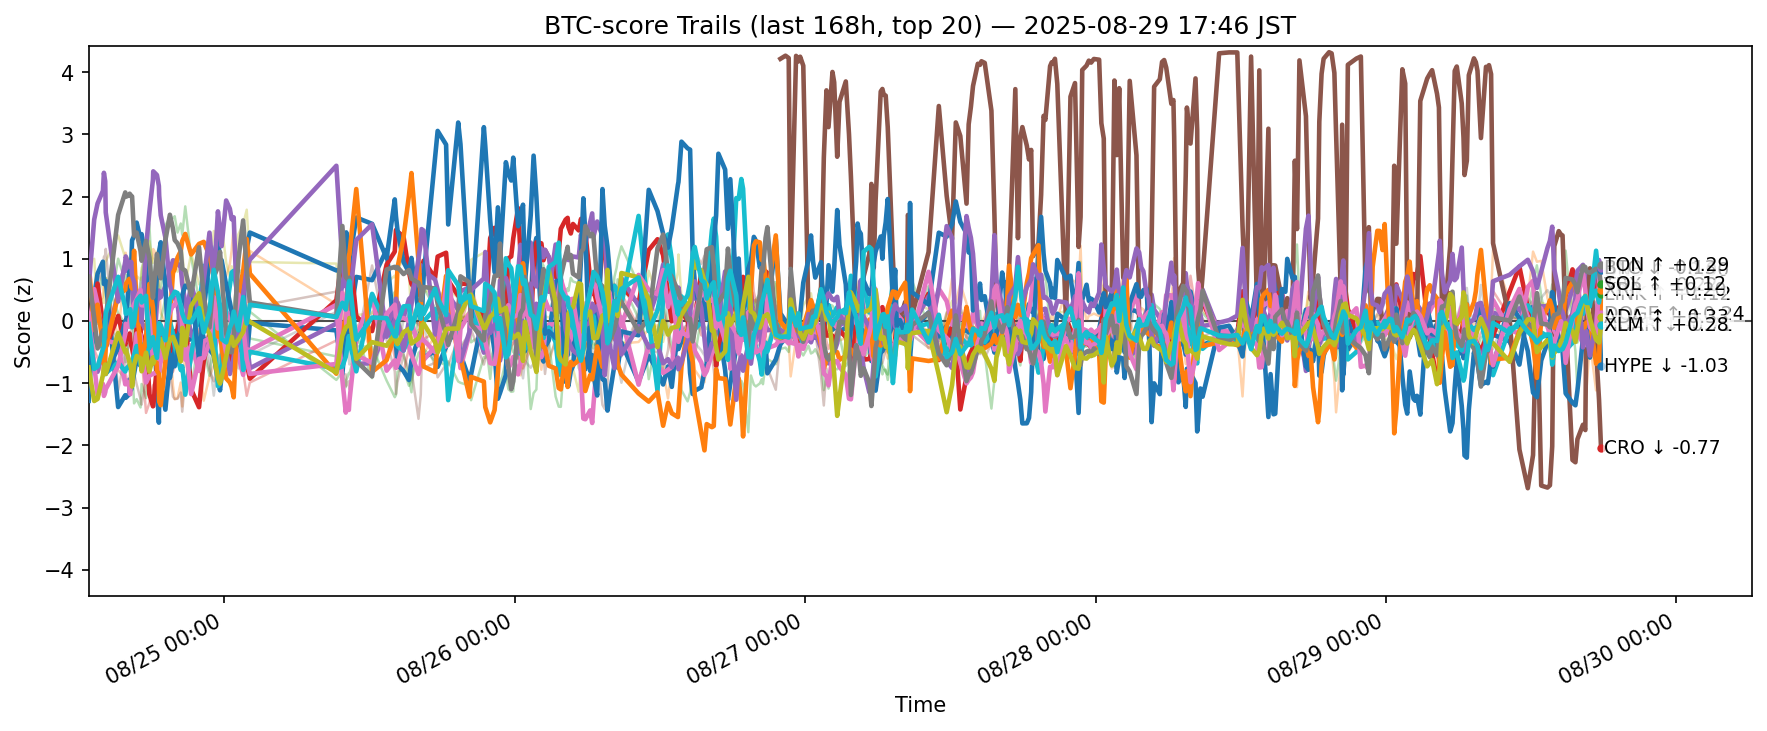 BTC-score Trails (last 168h, top 20) — 2025-08-29 17:46 JST
Score (z)
4
3
2
1
0
−1
−2
−3
−4
TON ↑ +0.29
SOL ↑ +0.12
XLM ↑ +0.28
HYPE ↓ -1.03
CRO ↓ -0.77
08/25 00:00
08/26 00:00
08/27 00:00
08/28 00:00
08/29 00:00
08/30 00:00
Time